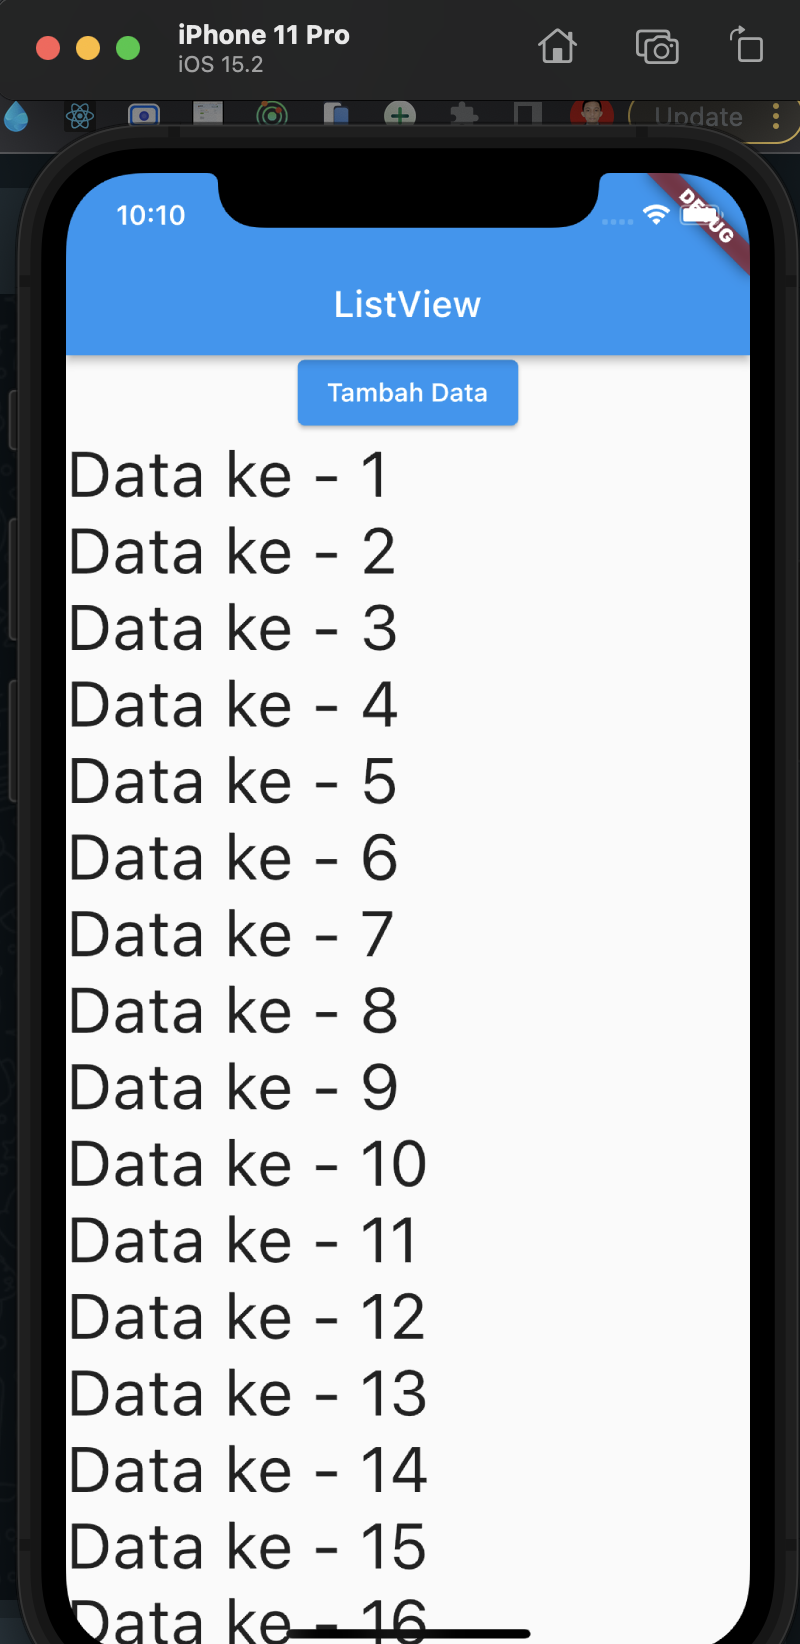 iPhone 11 Pro
iOS 15.2
Update
10:10
DEBUG
ListView
Tambah Data
Data ke - 1
Data ke - 2
Data ke - 3
Data ke - 4
Data ke - 5
Data ke - 6
Data ke - 7
Data ke - 8
Data ke - 9
Data ke - 10
Data ke - 11
Data ke - 12
Data ke - 13
Data ke - 14
Data ke - 15
Data ke - 16